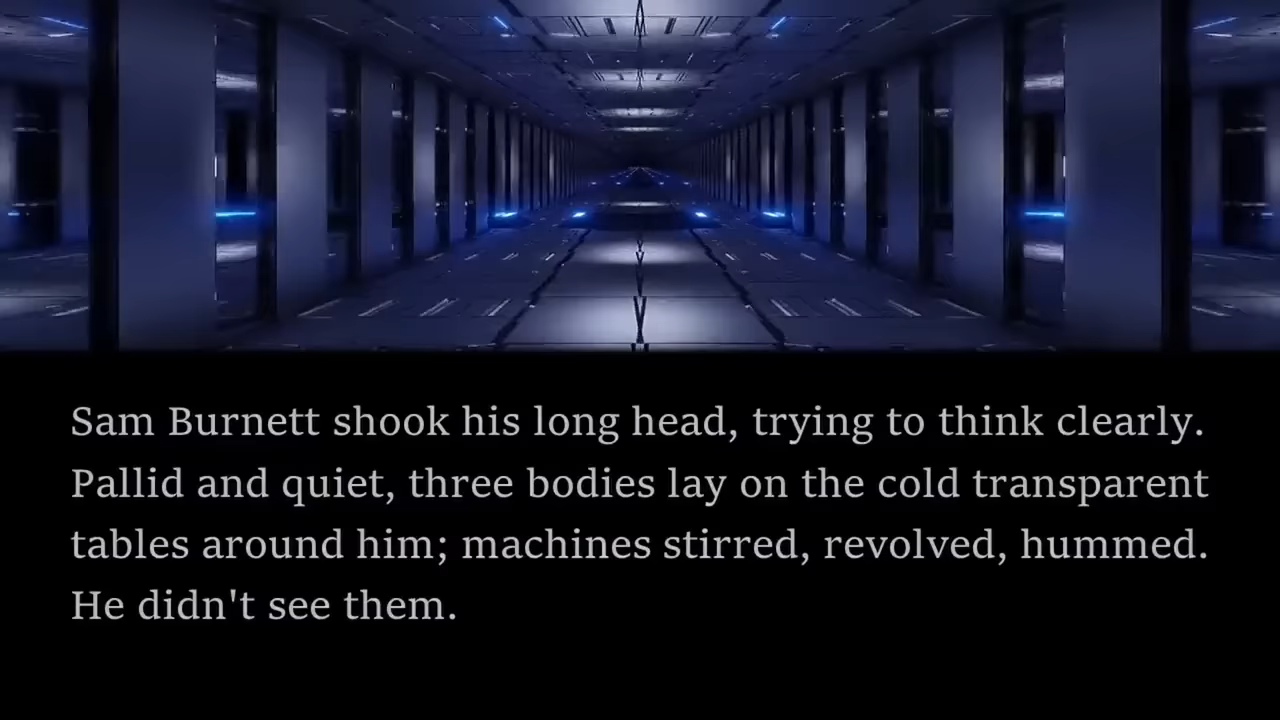 Sam Burnett shook his long head, trying to think clearly.
Pallid and quiet, three bodies lay on the cold transparent
tables around him; machines stirred, revolved, hummed.
He didn't see them.